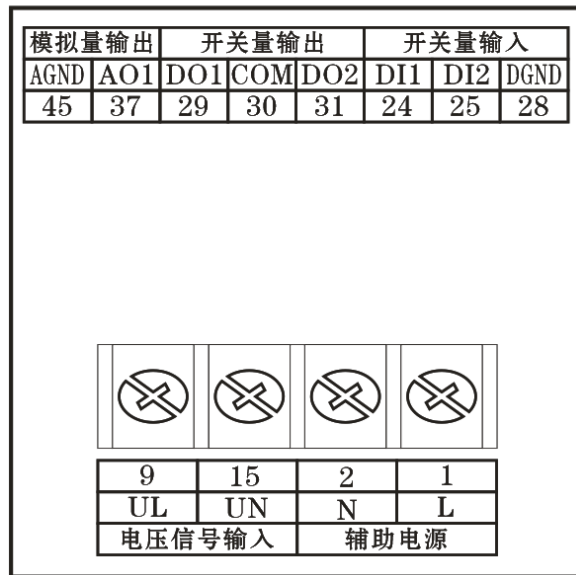 模拟量输出 开关量输出 开关量输入
AGND AO1 DO1 COM DO2 DI1 DI2 DGND
45 37 29 30 31 24 25 28
9 15 2 1
UL UN N L
电压信号输入 辅助电源